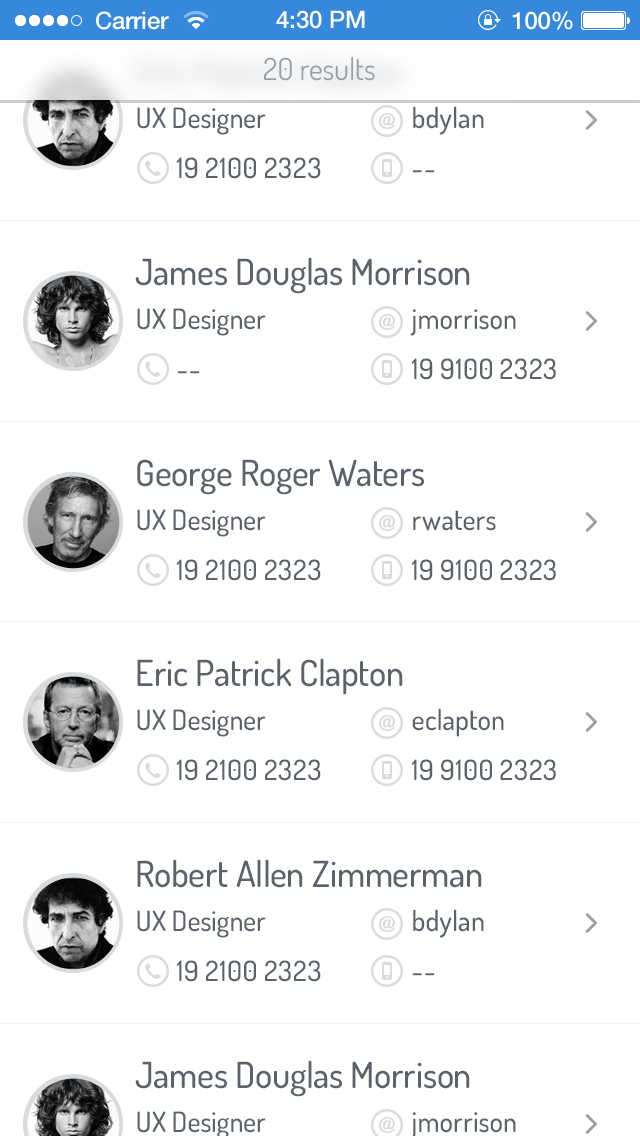 Carrier 4:30 PM 100%
20 results
UX Designer @ bdylan
19 2100 2323 --
James Douglas Morrison
UX Designer @ jmorrison
-- 19 9100 2323
George Roger Waters
UX Designer @ rwaters
19 2100 2323 19 9100 2323
Eric Patrick Clapton
UX Designer @ eclapton
19 2100 2323 19 9100 2323
Robert Allen Zimmerman
UX Designer @ bdylan
19 2100 2323 --
James Douglas Morrison
UX Designer @ jmorrison